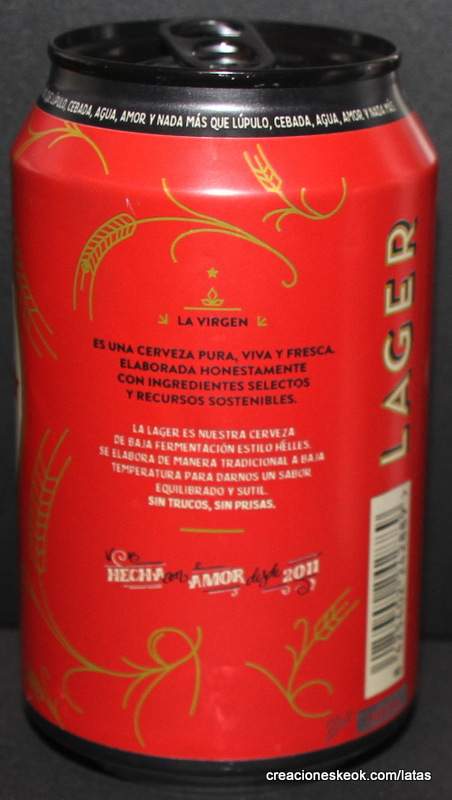 LÚPULO, CEBADA, AGUA, AMOR Y NADA MÁS QUE LÚPULO, CEBADA, AGUA, AMOR Y NADA MÁS
LA VIRGEN
ES UNA CERVEZA PURA, VIVA Y FRESCA.
ELABORADA HONESTAMENTE
CON INGREDIENTES SELECTOS
Y RECURSOS SOSTENIBLES.
LA LAGER ES NUESTRA CERVEZA
DE BAJA FERMENTACIÓN ESTILO HËLLES.
SE ELABORA DE MANERA TRADICIONAL A BAJA
TEMPERATURA PARA DARNOS UN SABOR
EQUILIBRADO Y SUTIL.
SIN TRUCOS, SIN PRISAS.
HECHA con AMOR desde 2011
LAGER
creacioneskeok.com/latas